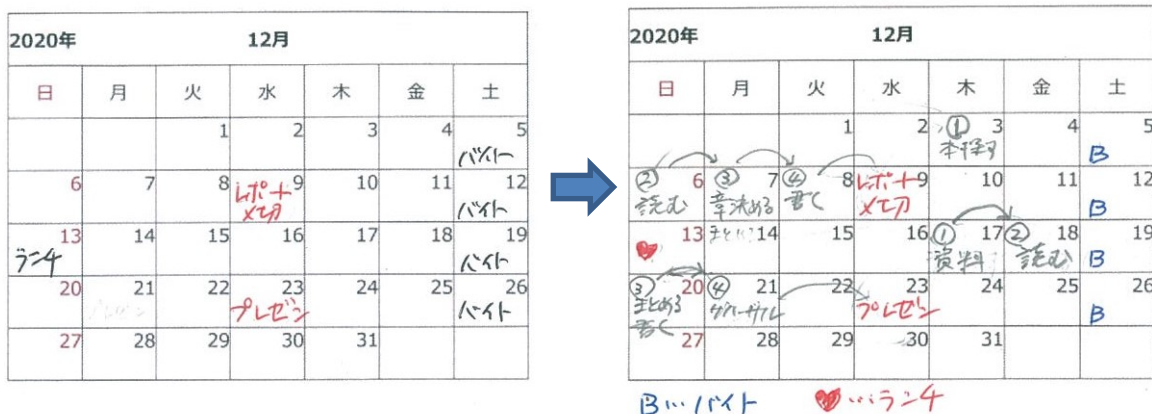 2020年 12月
日 月 火 水 木 金 土
1 2 3 4 5
バイト
6 7 8 9 10 11 12
レポート
〆切
バイト
13 14 15 16 17 18 19
ランチ
バイト
20 21 22 23 24 25 26
プレゼン
バイト
27 28 29 30 31
2020年 12月
日 月 火 水 木 金 土
1 2 ① 3 4 5
本探す
B
② 6 ③ 7 ④ 8 9 10 11 12
読む 章決める 書く レポート
〆切
B
13 14 15 16 ① 17 ② 18 19
資料 読む B
③ 20 ④ 21 22 23 24 25 26
まとめる リハーサル プレゼン B
書く
27 28 29 30 31
B…バイト ♥…ランチ